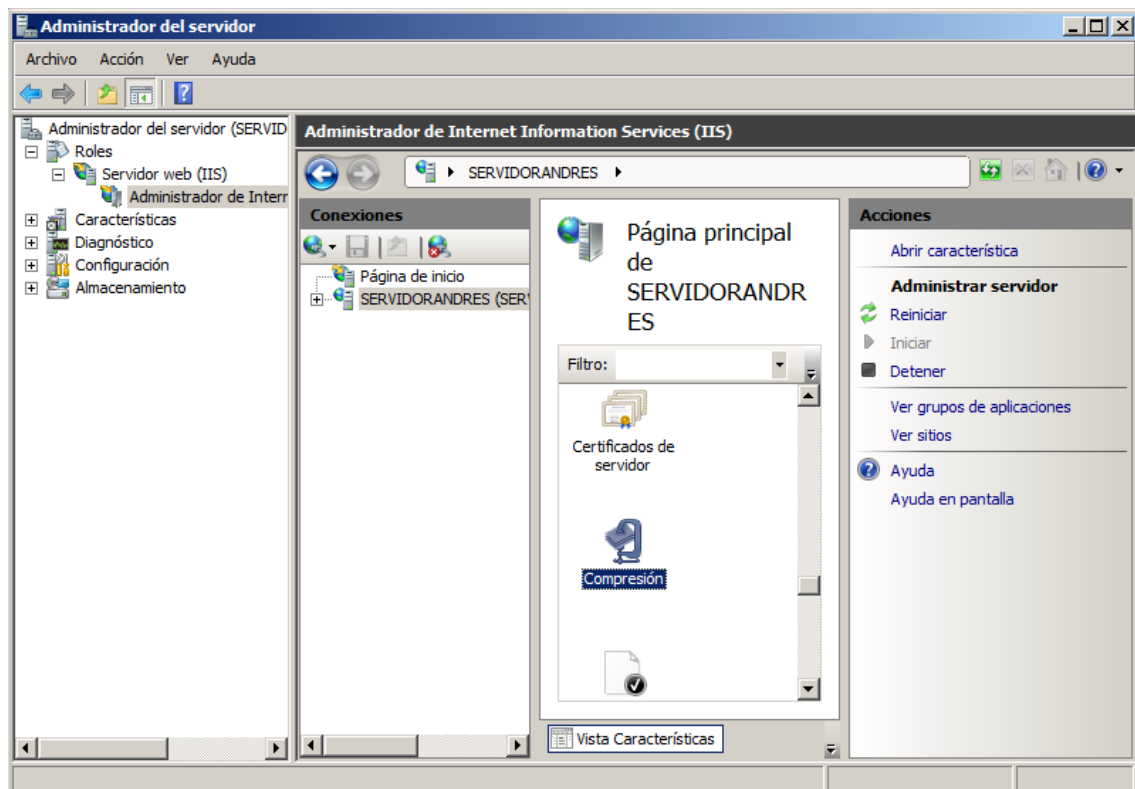 Administrador del servidor
Archivo Acción Ver Ayuda
Administrador del servidor (SERVID
Roles
Servidor web (IIS)
Administrador de Interr
Características
Diagnóstico
Configuración
Almacenamiento
Administrador de Internet Information Services (IIS)
SERVIDORANDRES
Conexiones
Página de inicio
SERVIDORANDRES (SER
Página principal
de
SERVIDORANDR
ES
Filtro:
Certificados de
servidor
Compresión
Vista Características
Acciones
Abrir característica
Administrar servidor
Reiniciar
Iniciar
Detener
Ver grupos de aplicaciones
Ver sitios
Ayuda
Ayuda en pantalla